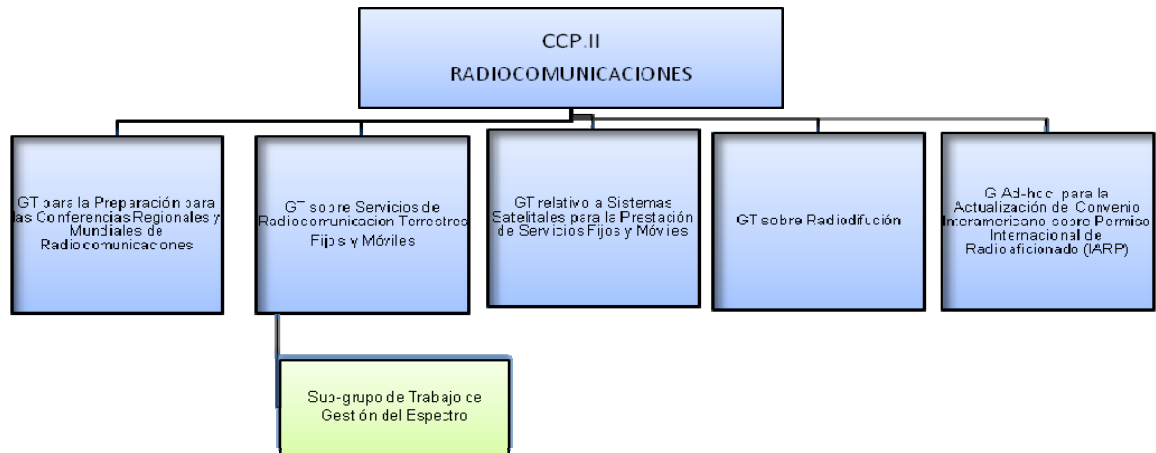 CCP.II
RADIOCOMUNICACIONES
GT para la Preparación para
las Conferencias Regionales y
Mundiales de
Radiocomunicaciones
GT sobre Servicios de
Radiocomunicacion Terrestres
Fijos y Móviles
GT relativo a Sistemas
Satelitales para la Prestación
de Servicios Fijos y Móviles
GT sobre Radiodifución
G Ad-hoc para la
Actualización del Convenio
Interamericano sobre Permiso
Internacional de
Radioaficionado (IARP)
Sub-grupo de Trabajo de
Gestión del Espectro